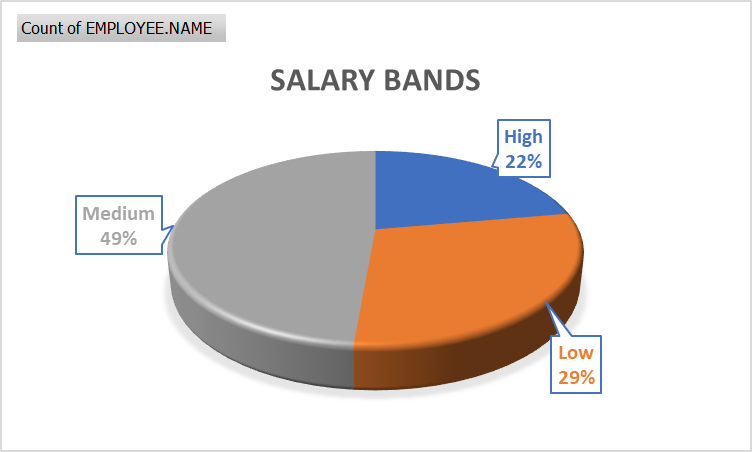 Count of EMPLOYEE.NAME
SALARY BANDS
High
22%
Medium
49%
Low
29%